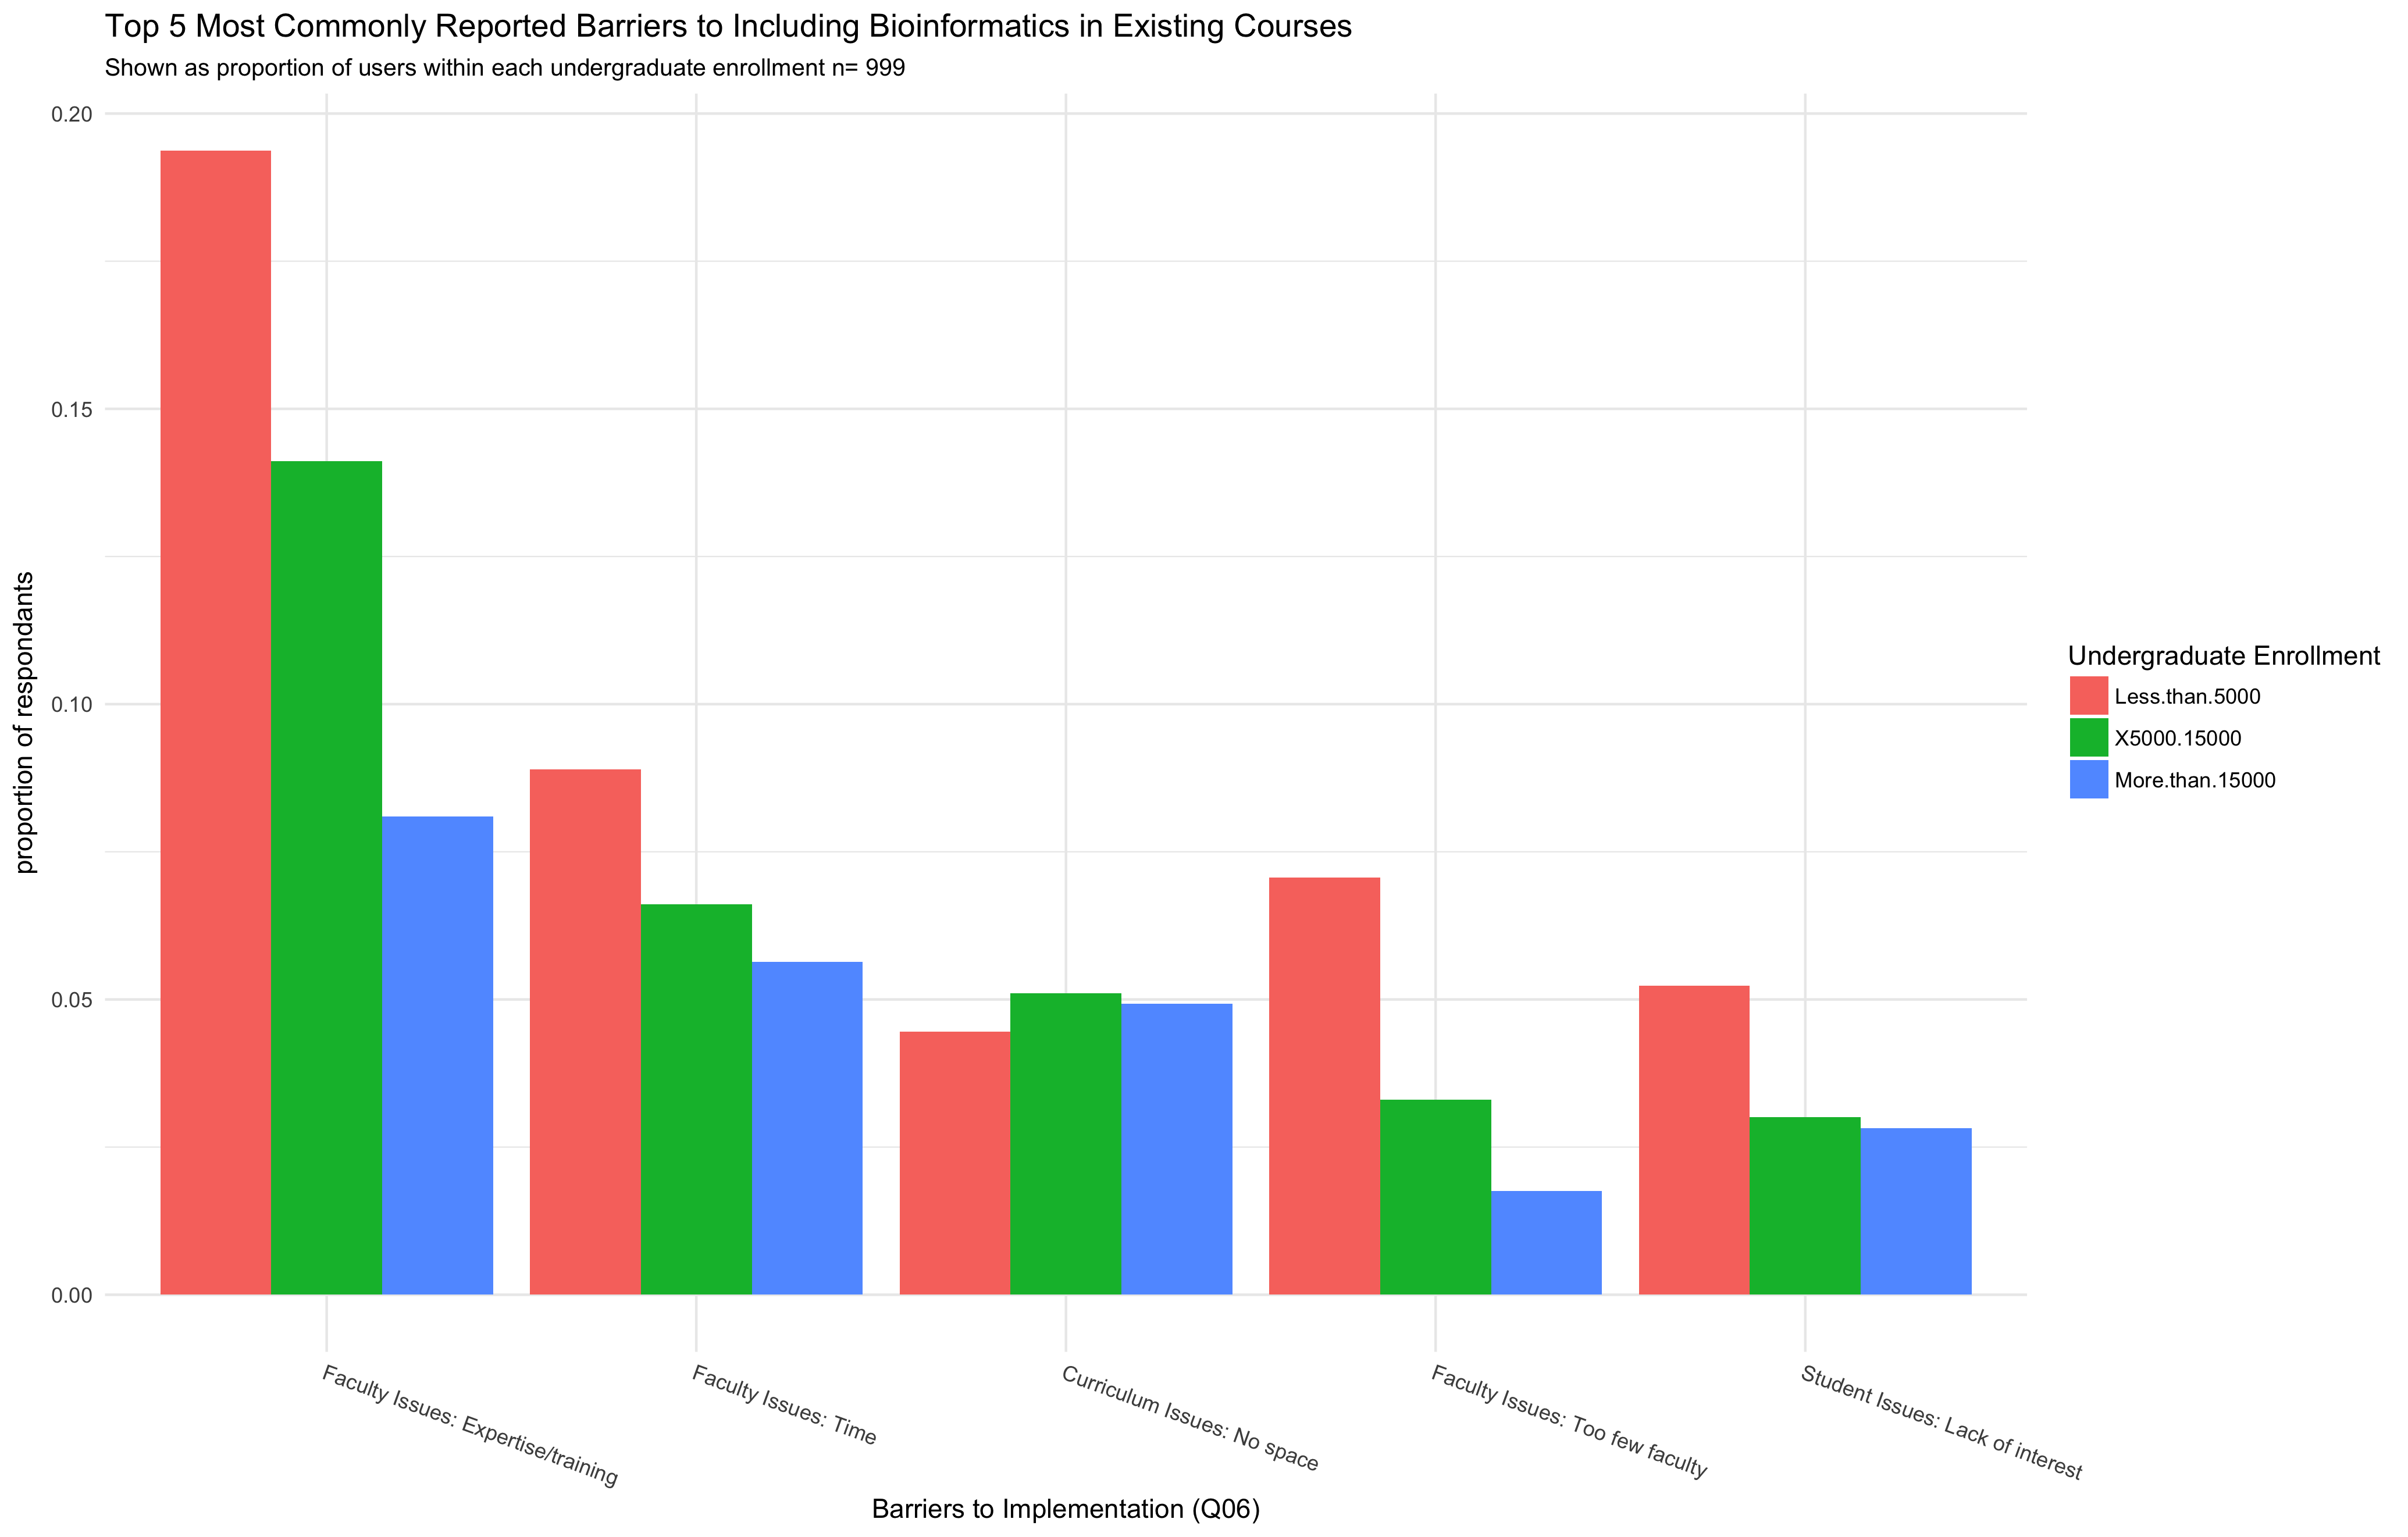 Top 5 Most Commonly Reported Barriers to Including Bioinformatics in Existing Courses
Shown as proportion of users within each undergraduate enrollment n= 999
proportion of respondants
0.20
0.15
0.10
0.05
0.00
Faculty Issues: Expertise/training
Faculty Issues: Time
Curriculum Issues: No space
Faculty Issues: Too few faculty
Student Issues: Lack of interest
Barriers to Implementation (Q06)
Undergraduate Enrollment
Less.than.5000
X5000.15000
More.than.15000